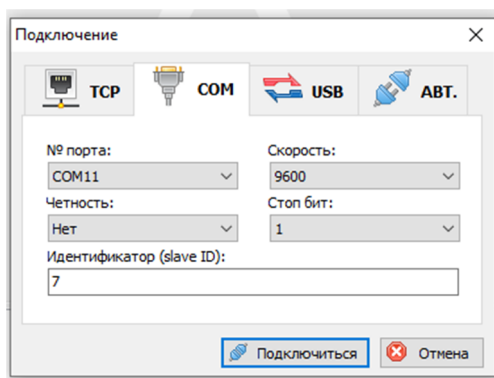 Подключение
TCP COM USB АВТ.
№ порта: Скорость:
COM11 9600
Четность: Стоп бит:
Нет 1
Идентификатор (slave ID):
7
Подключиться Отмена